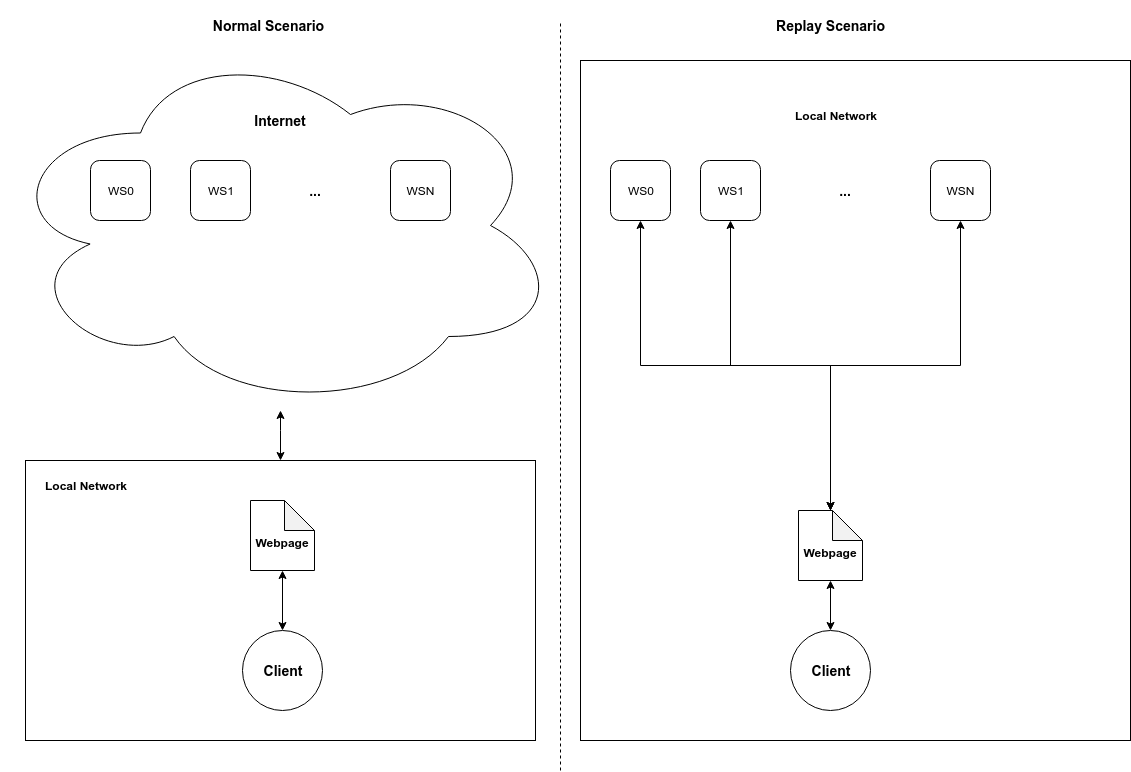 Normal Scenario
Internet
WS0
WS1
...
WSN
Local Network
Webpage
Client
Replay Scenario
Local Network
WS0
WS1
...
WSN
Webpage
Client